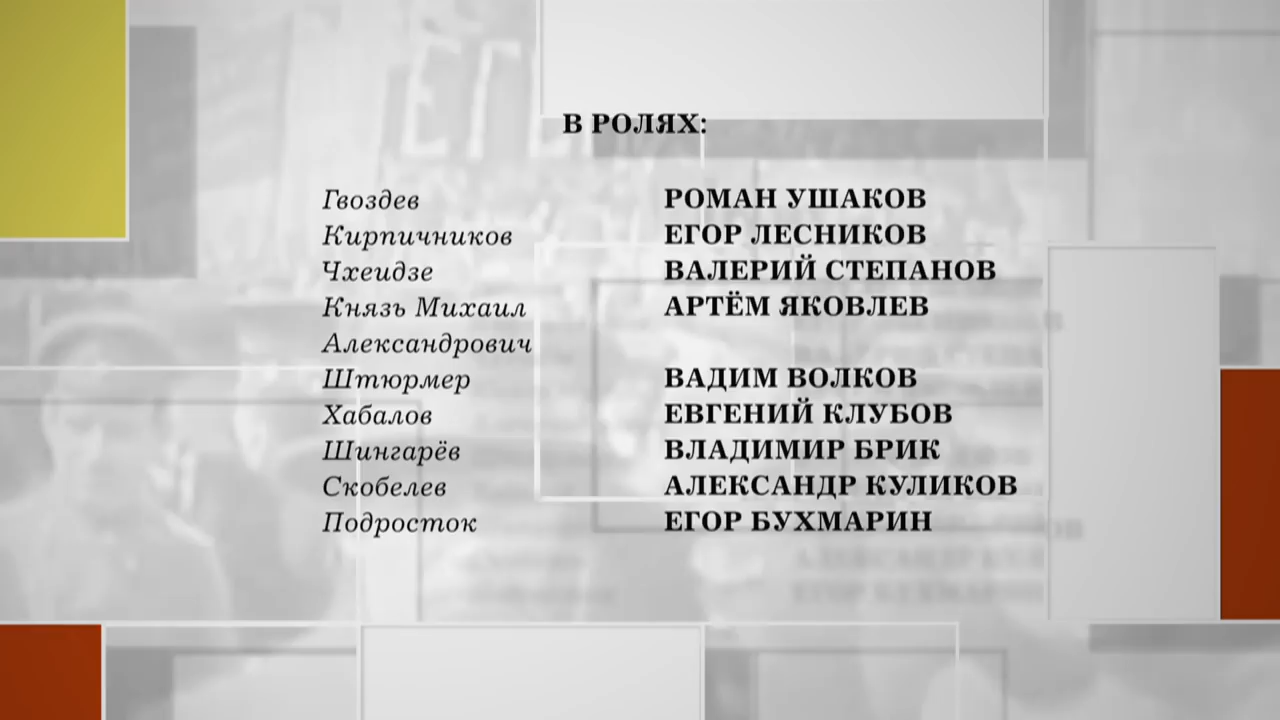 В РОЛЯХ:
Гвоздев РОМАН УШАКОВ
Кирпичников ЕГОР ЛЕСНИКОВ
Чхеидзе ВАЛЕРИЙ СТЕПАНОВ
Князь Михаил АРТЁМ ЯКОВЛЕВ
Александрович
Штюрмер ВАДИМ ВОЛКОВ
Хабалов ЕВГЕНИЙ КЛУБОВ
Шингарёв ВЛАДИМИР БРИК
Скобелев АЛЕКСАНДР КУЛИКОВ
Подросток ЕГОР БУХМАРИН